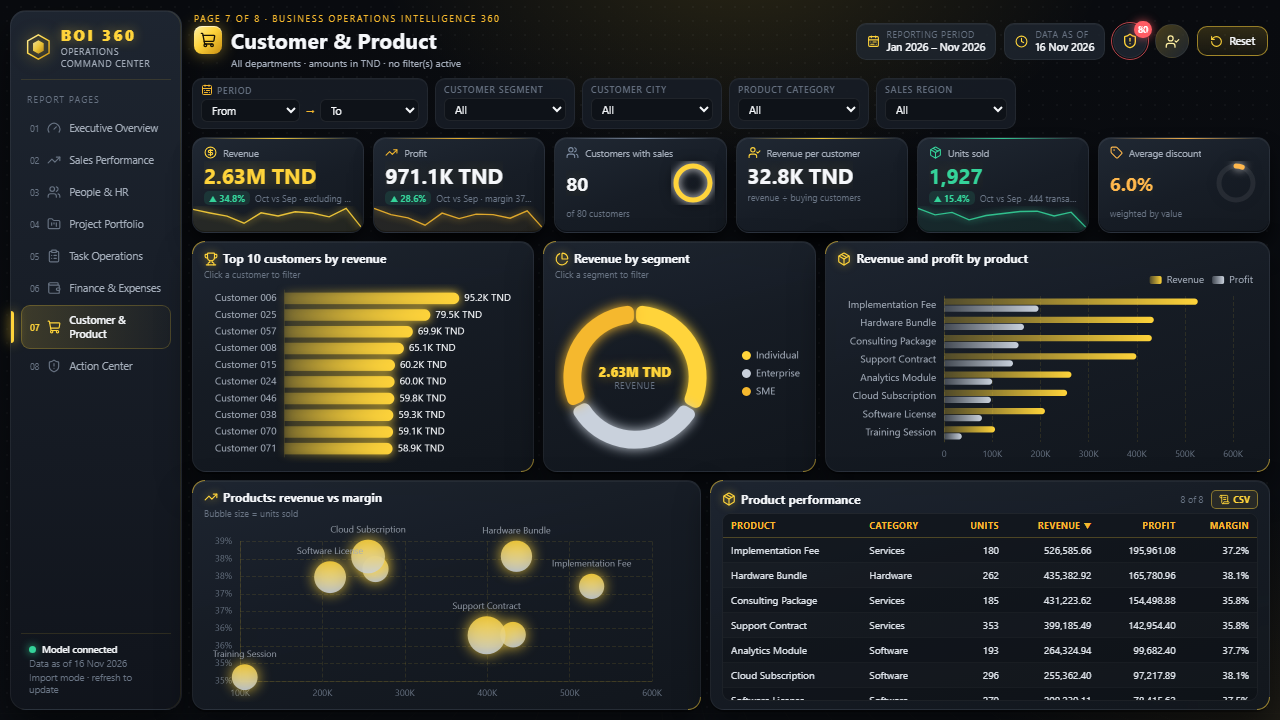 BOI 360
OPERATIONS
COMMAND CENTER
REPORT PAGES
01 Executive Overview
02 Sales Performance
03 People & HR
04 Project Portfolio
05 Task Operations
06 Finance & Expenses
07 Customer &
Product
08 Action Center
Model connected
Data as of 16 Nov 2026
Import mode · refresh to
update
PAGE 7 OF 8 · BUSINESS OPERATIONS INTELLIGENCE 360
Customer & Product
All departments · amounts in TND · no filter(s) active
REPORTING PERIOD
Jan 2026 – Nov 2026
DATA AS OF
16 Nov 2026
80
Reset
PERIOD
From → To
CUSTOMER SEGMENT
All
CUSTOMER CITY
All
PRODUCT CATEGORY
All
SALES REGION
All
Revenue
2.63M TND
▲ 34.8% Oct vs Sep · excluding ...
Profit
971.1K TND
▲ 28.6% Oct vs Sep · margin 37...
Customers with sales
80
of 80 customers
Revenue per customer
32.8K TND
revenue ÷ buying customers
Units sold
1,927
▲ 15.4% Oct vs Sep · 444 transa...
Average discount
6.0%
weighted by value
Top 10 customers by revenue
Click a customer to filter
Customer 006 95.2K TND
Customer 025 79.5K TND
Customer 057 69.9K TND
Customer 008 65.1K TND
Customer 015 60.2K TND
Customer 024 60.0K TND
Customer 046 59.8K TND
Customer 038 59.3K TND
Customer 070 59.1K TND
Customer 071 58.9K TND
Revenue by segment
Click a segment to filter
2.63M TND
REVENUE
Individual
Enterprise
SME
Revenue and profit by product
Revenue Profit
Implementation Fee
Hardware Bundle
Consulting Package
Support Contract
Analytics Module
Cloud Subscription
Software License
Training Session
0 100K 200K 300K 400K 500K 600K
Products: revenue vs margin
Bubble size = units sold
Cloud Subscription
Hardware Bundle
Software License
Implementation Fee
Support Contract
Training Session
39%
38%
38%
37%
37%
36%
36%
35%
35%
100K 200K 300K 400K 500K 600K
Product performance
8 of 8
CSV
PRODUCT CATEGORY UNITS REVENUE ▼ PROFIT MARGIN
Implementation Fee Services 180 526,585.66 195,961.08 37.2%
Hardware Bundle Hardware 262 435,382.92 165,780.96 38.1%
Consulting Package Services 185 431,223.62 154,498.88 35.8%
Support Contract Services 353 399,185.49 142,954.40 35.8%
Analytics Module Software 193 264,324.94 99,682.40 37.7%
Cloud Subscription Software 296 255,362.40 97,217.89 38.1%
Software License Software